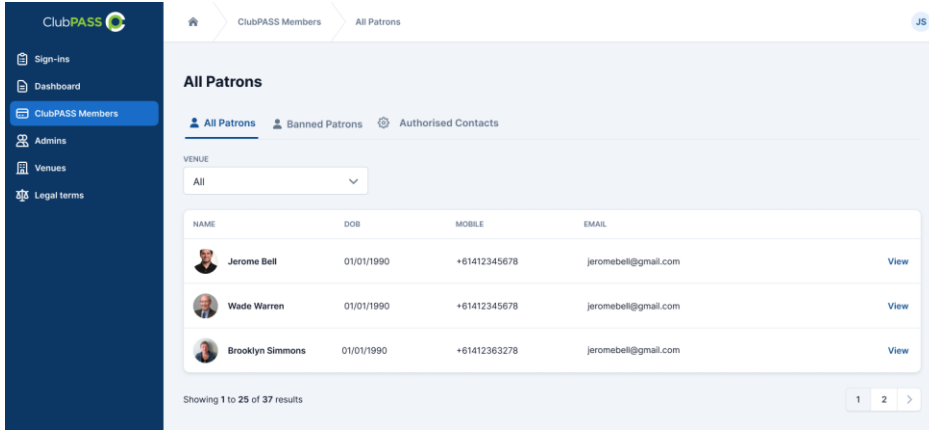 ClubPASS
ClubPASS Members
All Patrons
JS
Sign-ins
Dashboard
ClubPASS Members
Admins
Venues
Legal terms
All Patrons
All Patrons
Banned Patrons
Authorised Contacts
VENUE
All
NAME DOB MOBILE EMAIL
Jerome Bell 01/01/1990 +61412345678 jeromebell@gmail.com View
Wade Warren 01/01/1990 +61412345678 jeromebell@gmail.com View
Brooklyn Simmons 01/01/1990 +61412363278 jeromebell@gmail.com View
Showing 1 to 25 of 37 results
1 2